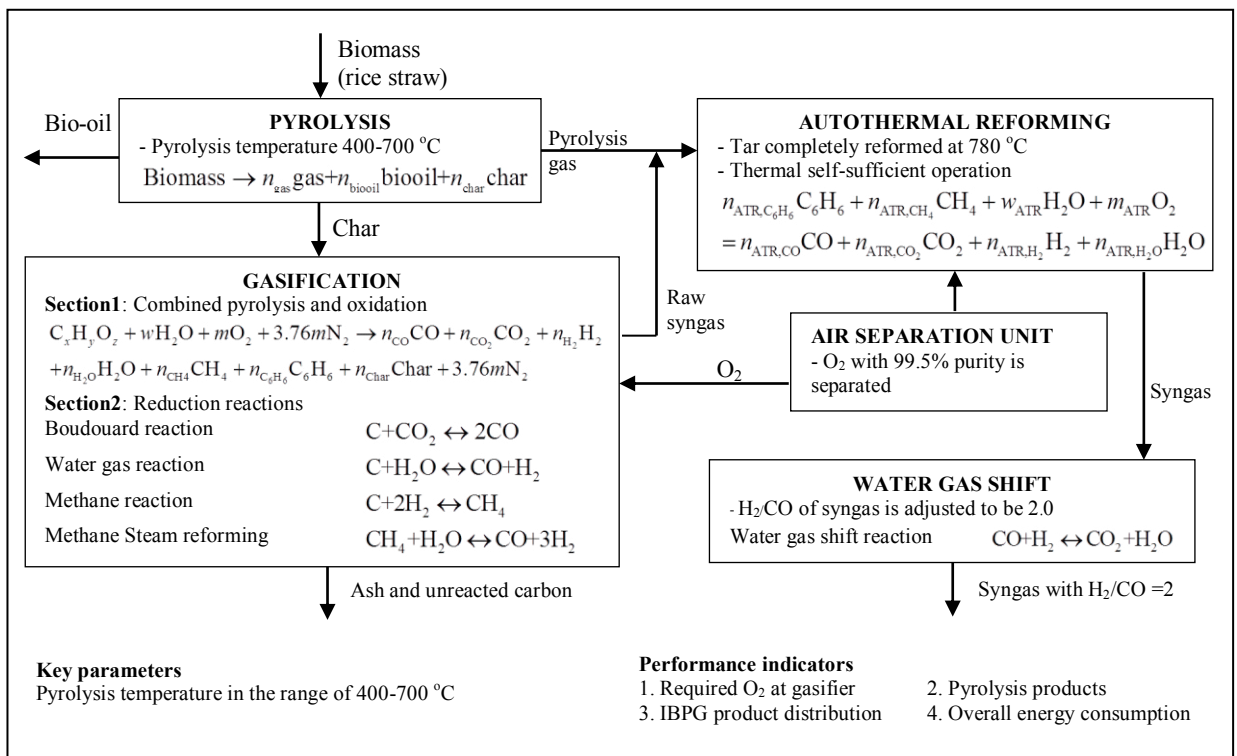 Biomass
(rice straw)
Bio-oil
PYROLYSIS
- Pyrolysis temperature 400-700 °C
Biomass → n_gas gas+n_biooil biooil+n_char char
Pyrolysis
gas
Char
AUTOTHERMAL REFORMING
- Tar completely reformed at 780 °C
- Thermal self-sufficient operation
n_ATR,C₆H₆ C₆H₆ + n_ATR,CH₄ CH₄ + w_ATR H₂O + m_ATR O₂
= n_ATR,CO CO + n_ATR,CO₂ CO₂ + n_ATR,H₂ H₂ + n_ATR,H₂O H₂O
GASIFICATION
Section1: Combined pyrolysis and oxidation
CₓH_yO_z + wH₂O + mO₂ + 3.76mN₂ → n_CO CO + n_CO₂ CO₂ + n_H₂ H₂
+n_H₂O H₂O + n_CH4 CH₄ + n_C₆H₆ C₆H₆ + n_Char Char + 3.76mN₂
Section2: Reduction reactions
Boudouard reaction C+CO₂ ↔ 2CO
Water gas reaction C+H₂O ↔ CO+H₂
Methane reaction C+2H₂ ↔ CH₄
Methane Steam reforming CH₄+H₂O ↔ CO+3H₂
Raw
syngas
AIR SEPARATION UNIT
- O₂ with 99.5% purity is
separated
O₂
Syngas
WATER GAS SHIFT
- H₂/CO of syngas is adjusted to be 2.0
Water gas shift reaction CO+H₂ ↔ CO₂+H₂O
Ash and unreacted carbon
Syngas with H₂/CO =2
Key parameters
Pyrolysis temperature in the range of 400-700 °C
Performance indicators
1. Required O₂ at gasifier 2. Pyrolysis products
3. IBPG product distribution 4. Overall energy consumption